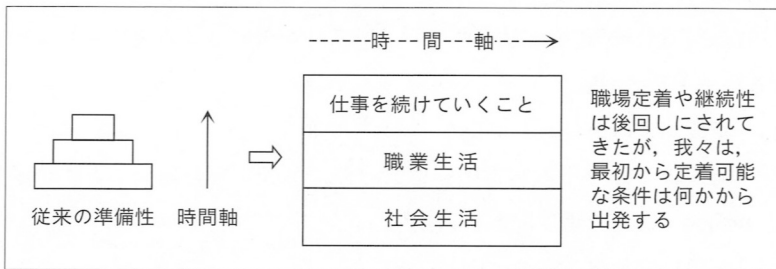 時間軸
仕事を続けていくこと
職業生活
社会生活
従来の準備性
時間軸
職場定着や継続性
は後回しにされて
きたが，我々は，
最初から定着可能
な条件は何かから
出発する